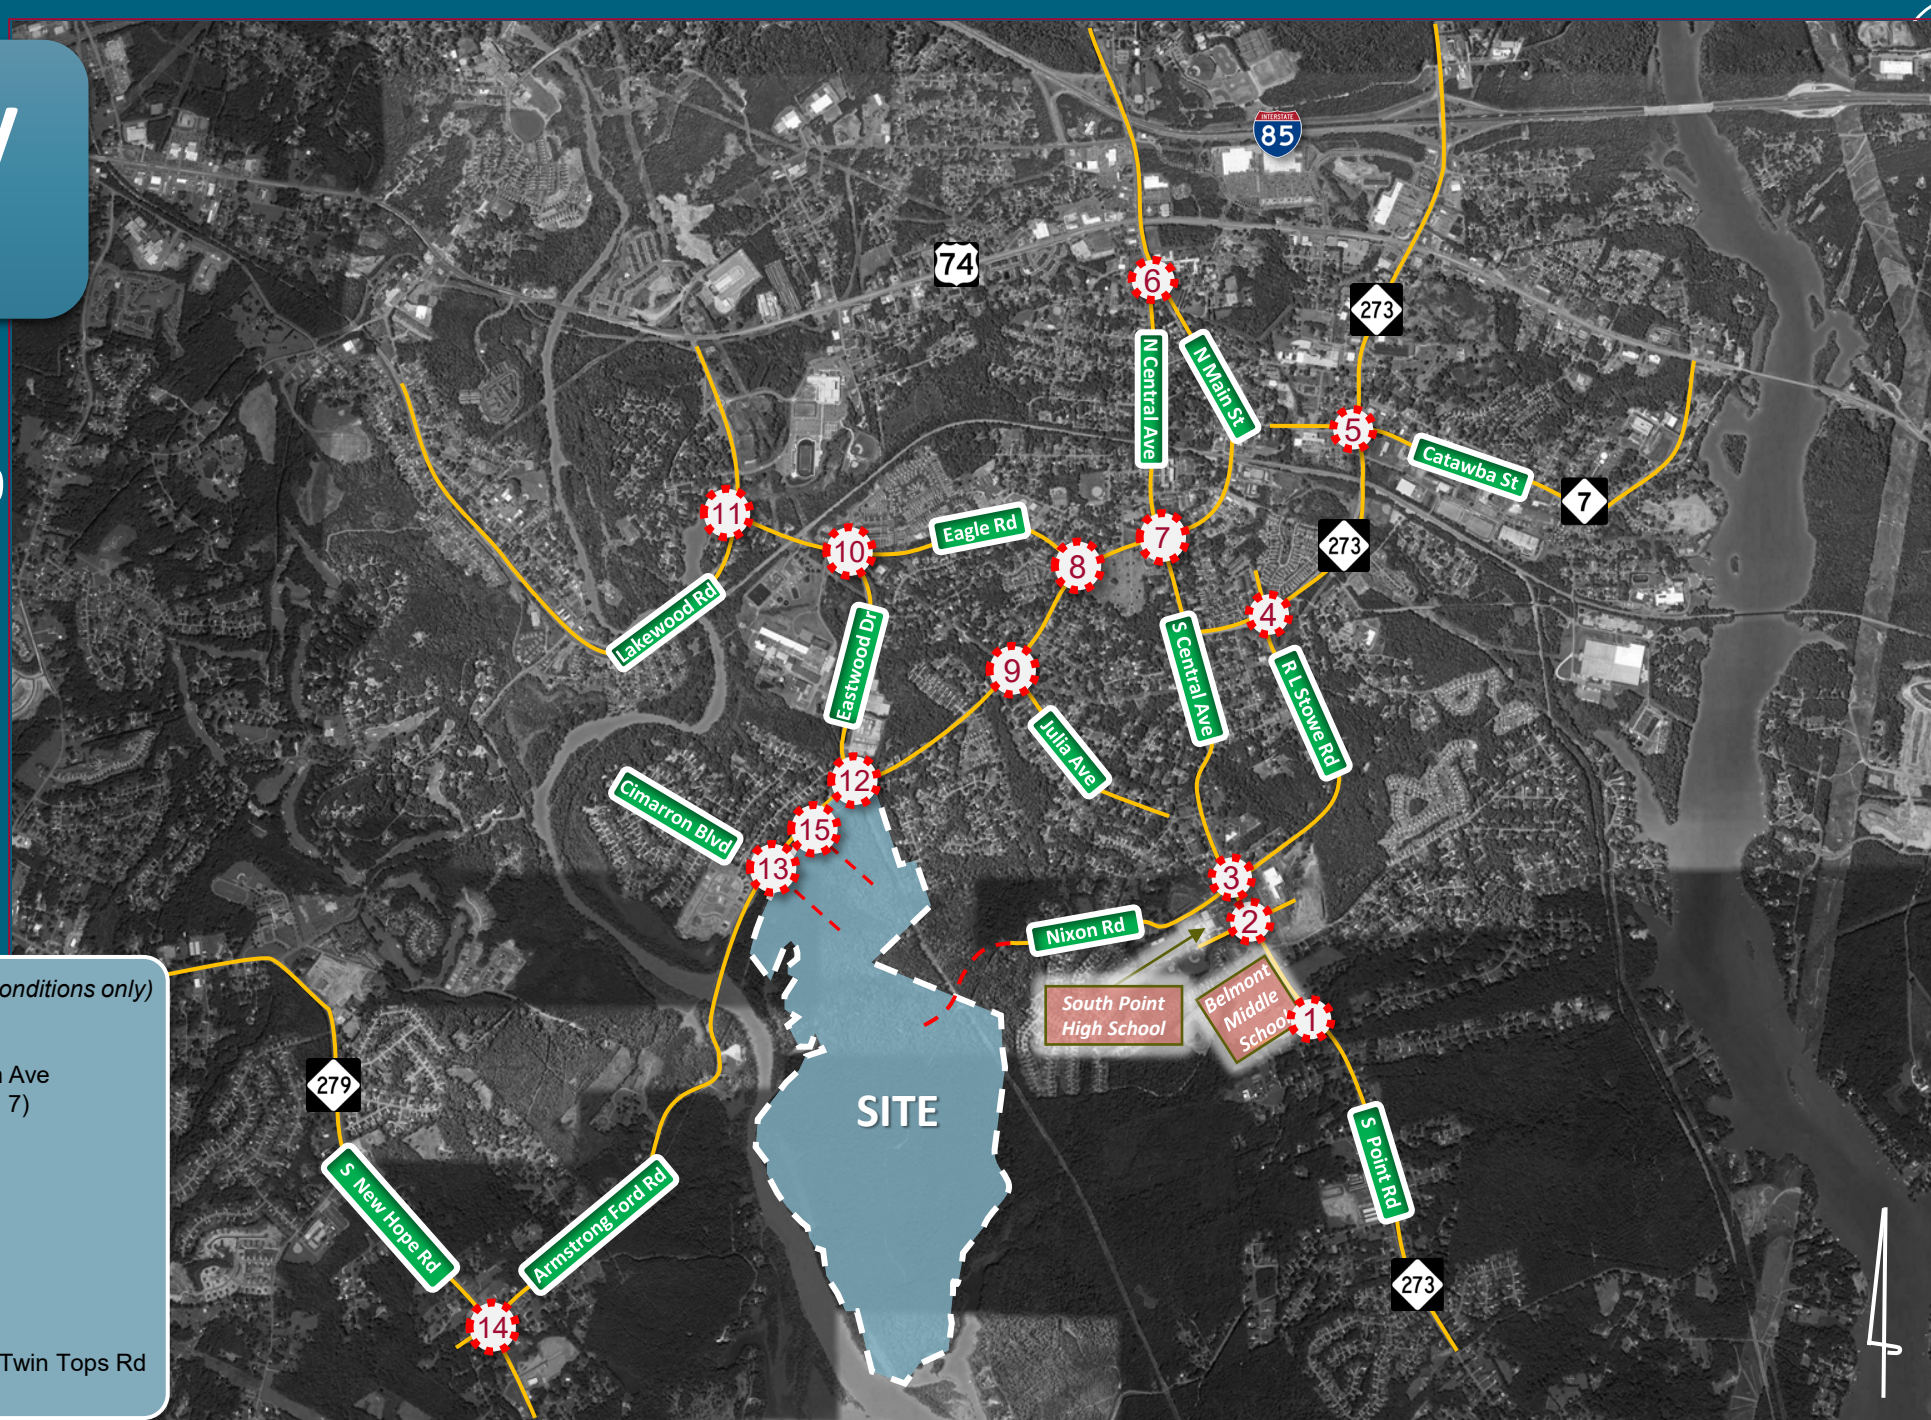 INTERSTATE
85
74
6
273
N Central Ave
N Main St
5
Catawba St
7
11
10
Eagle Rd
8
7
273
4
Lakewood Rd
Eastwood Dr
9
S Central Ave
R L Stowe Rd
Julia Ave
12
Cimarron Blvd
15
13
3
2
Nixon Rd
South Point
High School
Belmont
Middle
School
1
onditions only)
Ave
7)
279
SITE
S Point Rd
S New Hope Rd
Armstrong Ford Rd
273
14
Twin Tops Rd